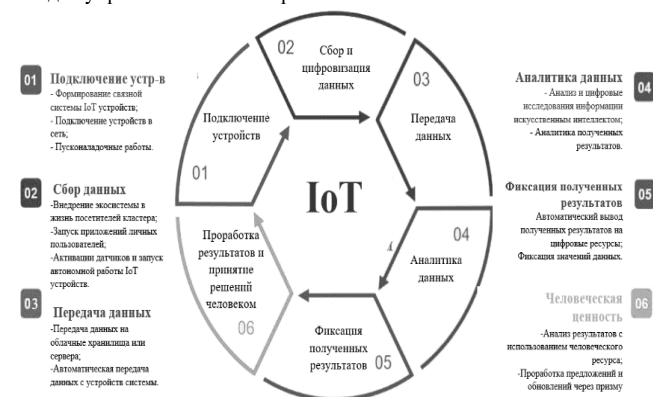 01
Подключение устр-в
- Формирование связной
системы IoT устройств;
- Подключение устройств в
сеть;
- Пусконаладочные работы.
02
Сбор данных
-Внедрение экосистемы в
жизнь посетителей кластера;
-Запуск приложений личных
пользователей;
-Активации датчиков и запуск
автономной работы IoT
устройств.
03
Передача данных
-Передача данных на
облачные хранилища или
сервера;
-Автоматическая передача
данных с устройств системы.
IoT
Подключение
устройств
01
02
Сбор и
цифровизация
данных
03
Передача
данных
04
Аналитика
данных
Фиксация
полученных
результатов
05
Проработка
результатов и
принятие
решений
человеком
06
Аналитика данных
04
- Анализ и цифровые
исследования информации
искусственным интеллектом;
- Аналитика полученных
результатов.
Фиксация полученных
результатов
05
Автоматический вывод
полученных результатов на
цифровые ресурсы;
Фиксация значений данных.
Человеческая
ценность
06
-Анализ результатов с
использованием человеческого
ресурса;
-Проработка предложений и
обновлений через призму